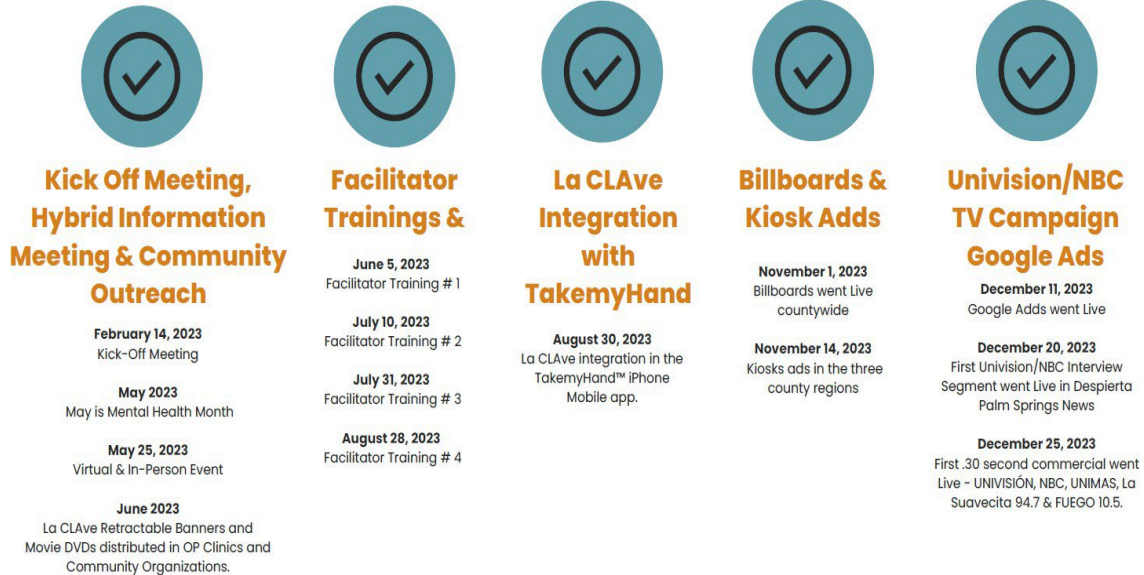 Kick Off Meeting,
Hybrid Information
Meeting & Community
Outreach
February 14, 2023
Kick-Off Meeting
May 2023
May is Mental Health Month
May 25, 2023
Virtual & In-Person Event
June 2023
La CLAve Retractable Banners and
Movie DVDs distributed in OP Clinics and
Community Organizations.
Facilitator
Trainings &
June 5, 2023
Facilitator Training # 1
July 10, 2023
Facilitator Training # 2
July 31, 2023
Facilitator Training # 3
August 28, 2023
Facilitator Training # 4
La CLAve
Integration
with
TakemyHand
August 30, 2023
La CLAve integration in the
TakemyHand™ iPhone
Mobile app.
Billboards &
Kiosk Adds
November 1, 2023
Billboards went Live
countywide
November 14, 2023
Kiosks ads in the three
county regions
Univision/NBC
TV Campaign
Google Ads
December 11, 2023
Google Adds went Live
December 20, 2023
First Univision/NBC Interview
Segment went Live in Despierta
Palm Springs News
December 25, 2023
First .30 second commercial went
Live - UNIVISIÓN, NBC, UNIMAS, La
Suavecita 94.7 & FUEGO 10.5.